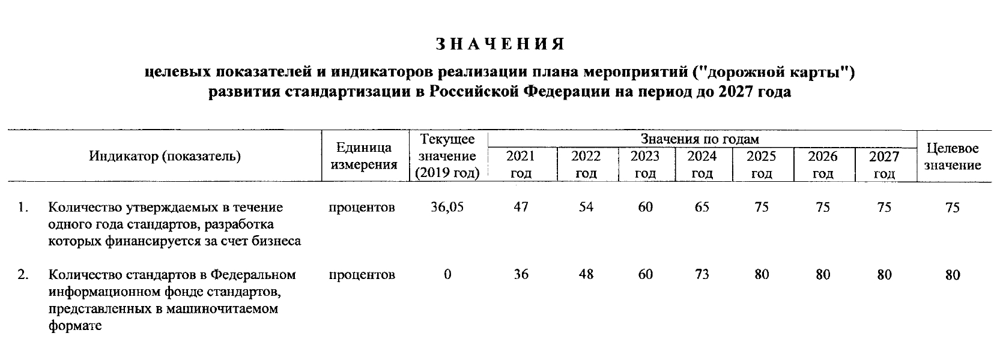 З Н А Ч Е Н И Я
целевых показателей и индикаторов реализации плана мероприятий ("дорожной карты")
развития стандартизации в Российской Федерации на период до 2027 года
Индикатор (показатель)
Единица
измерения
Текущее
значение
(2019 год)
Значения по годам
2021
год
2022
год
2023
год
2024
год
2025
год
2026
год
2027
год
Целевое
значение
1. Количество утверждаемых в течение процентов 36,05 47 54 60 65 75 75 75 75
одного года стандартов, разработка
которых финансируется за счет бизнеса
2. Количество стандартов в Федеральном процентов 0 36 48 60 73 80 80 80 80
информационном фонде стандартов,
представленных в машиночитаемом
формате